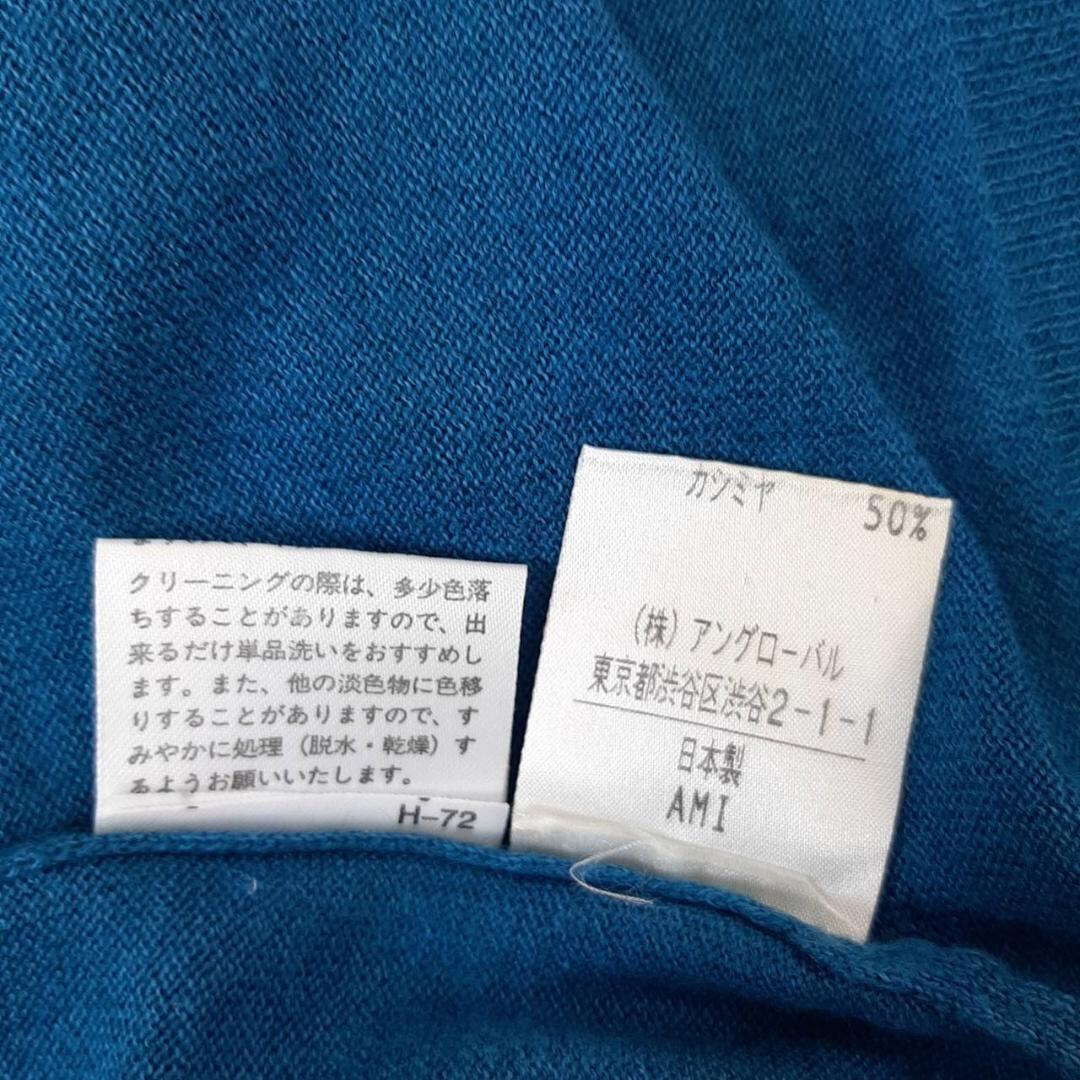 クリーニングの際は、多少色落
ちすることがありますので、出
来るだけ単品洗いをおすすめし
ます。また、他の淡色物に色移
りすることがありますので、す
みやかに処理（脱水・乾燥）す
るようお願いいたします。
H-72
カシミヤ 50%
(株) アングローバル
東京都渋谷区渋谷2-1-1
日本製
AMI